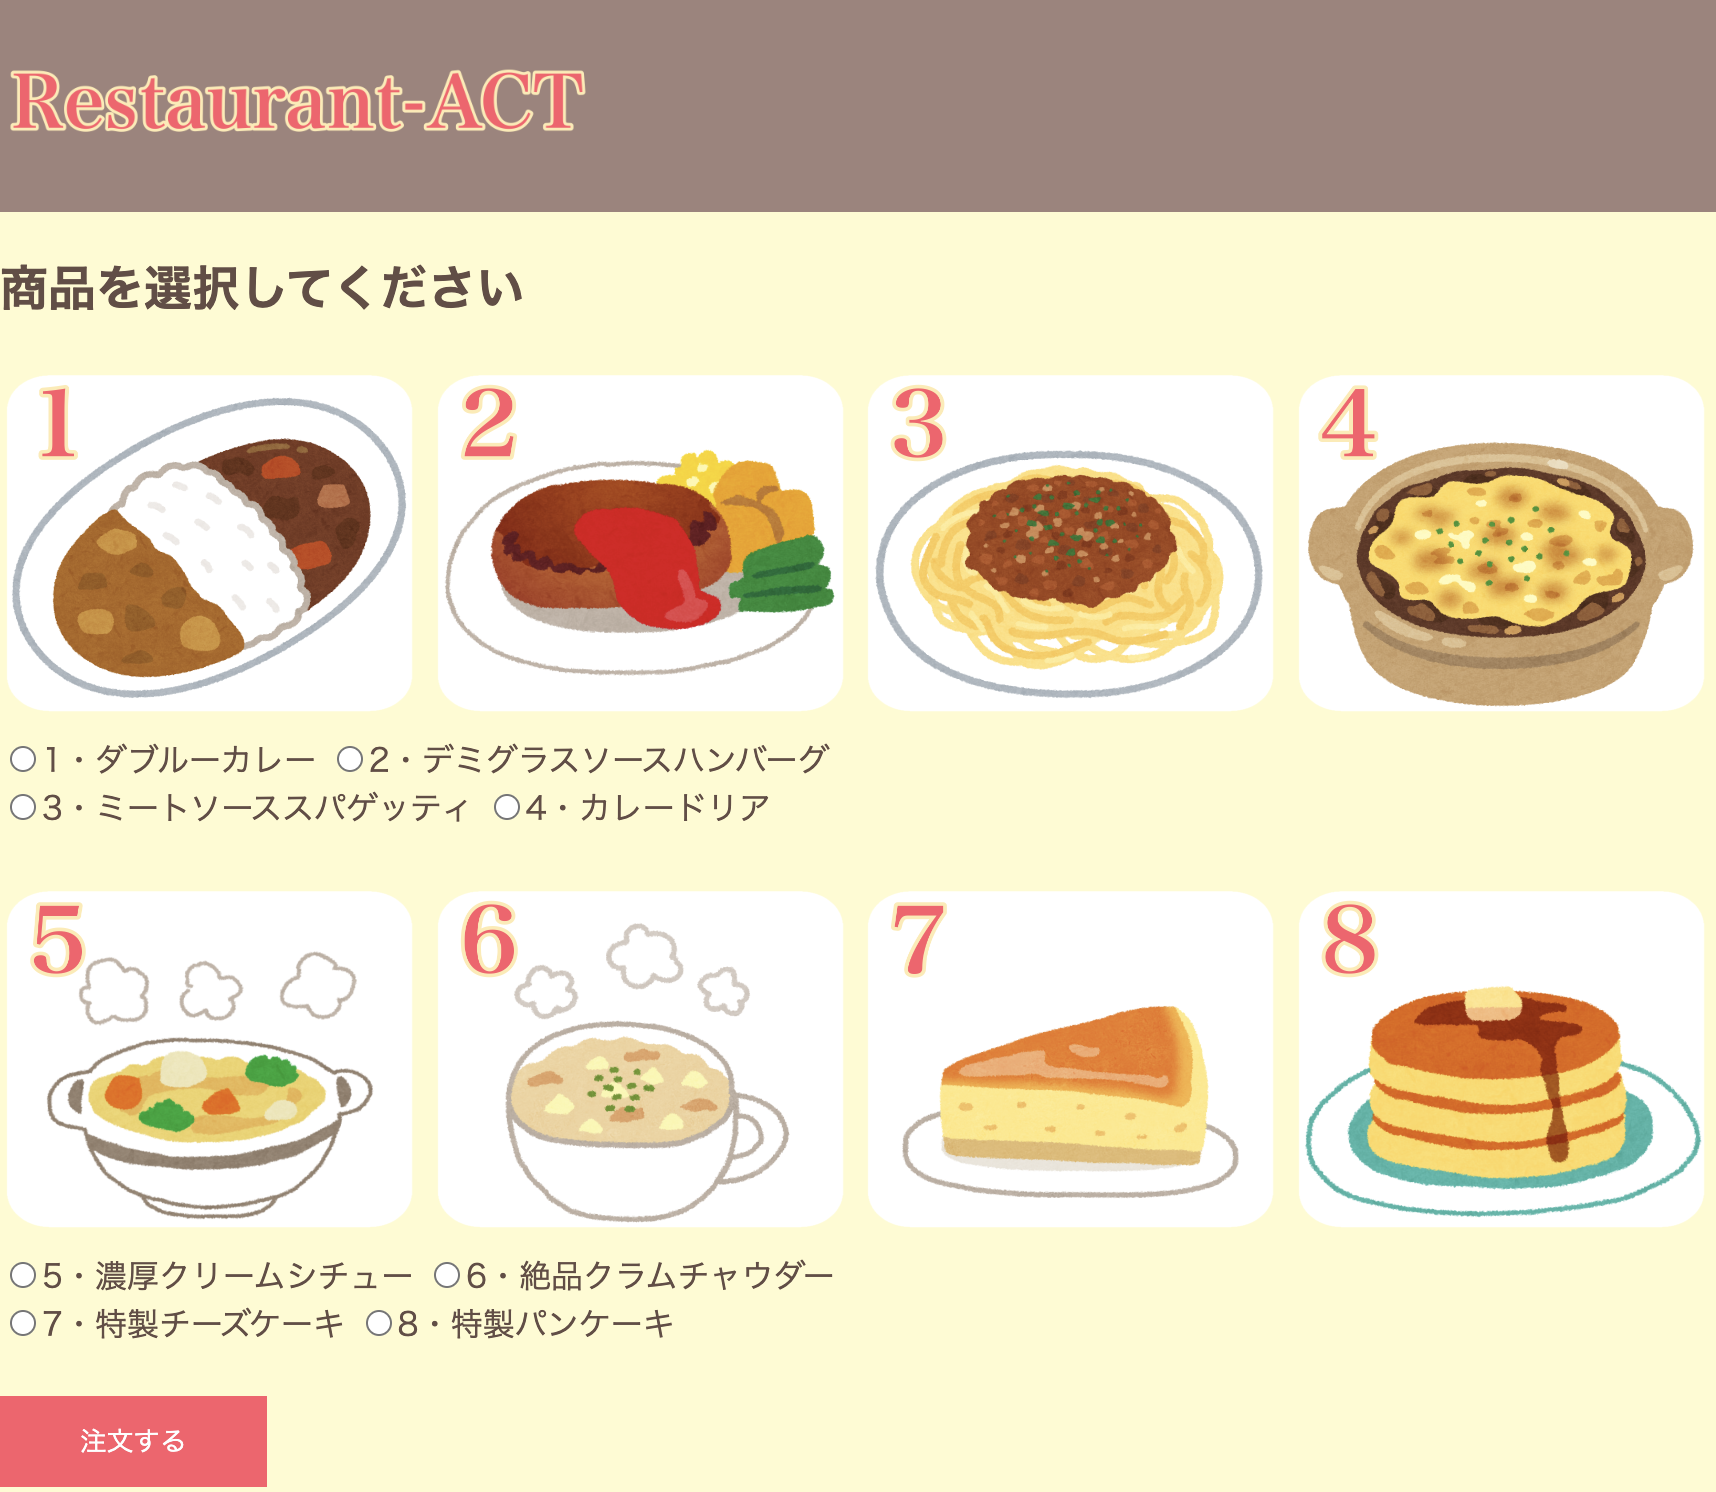 Restaurant-ACT
商品を選択してください
1 2 3 4
1・ダブルーカレー 2・デミグラスソースハンバーグ
3・ミートソーススパゲッティ 4・カレードリア
5 6 7 8
5・濃厚クリームシチュー 6・絶品クラムチャウダー
7・特製チーズケーキ 8・特製パンケーキ
注文する